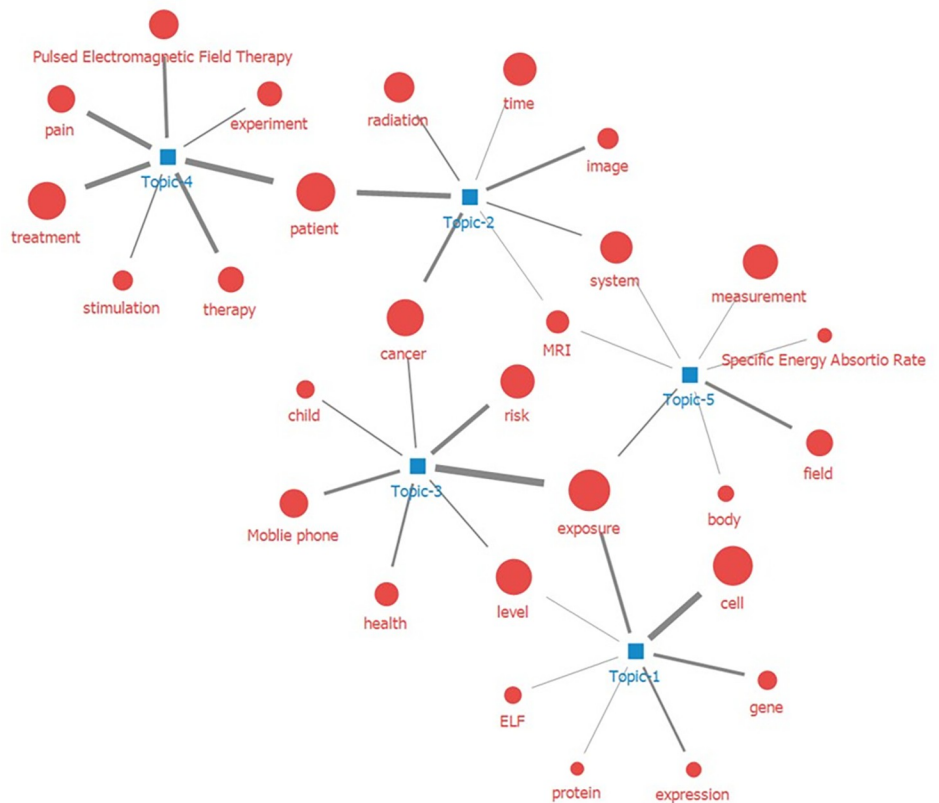 Pulsed Electromagnetic Field Therapy
pain
experiment
Topic-4
treatment
stimulation
therapy
patient
radiation
time
image
Topic-2
system
MRI
cancer
measurement
Specific Energy Absortio Rate
Topic-5
field
body
child
risk
Topic-3
Moblie phone
health
level
exposure
cell
Topic-1
gene
ELF
protein
expression